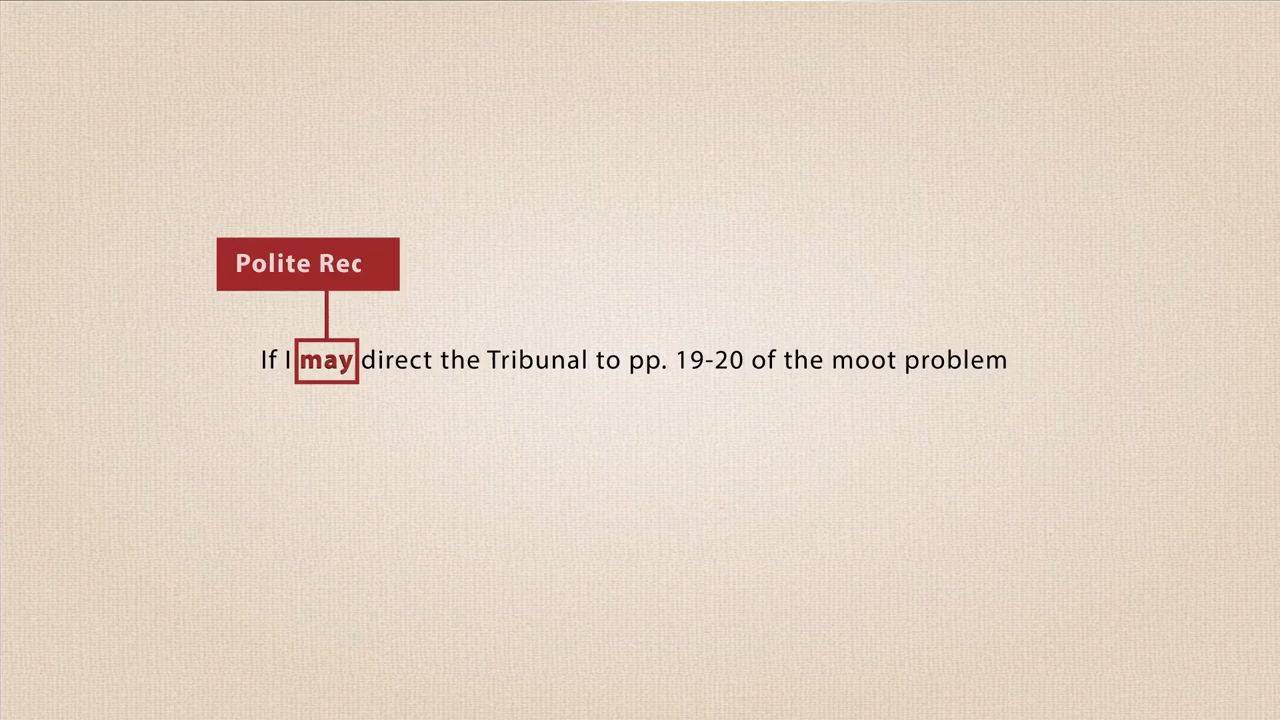 Polite Rec
If I may direct the Tribunal to pp. 19-20 of the moot problem